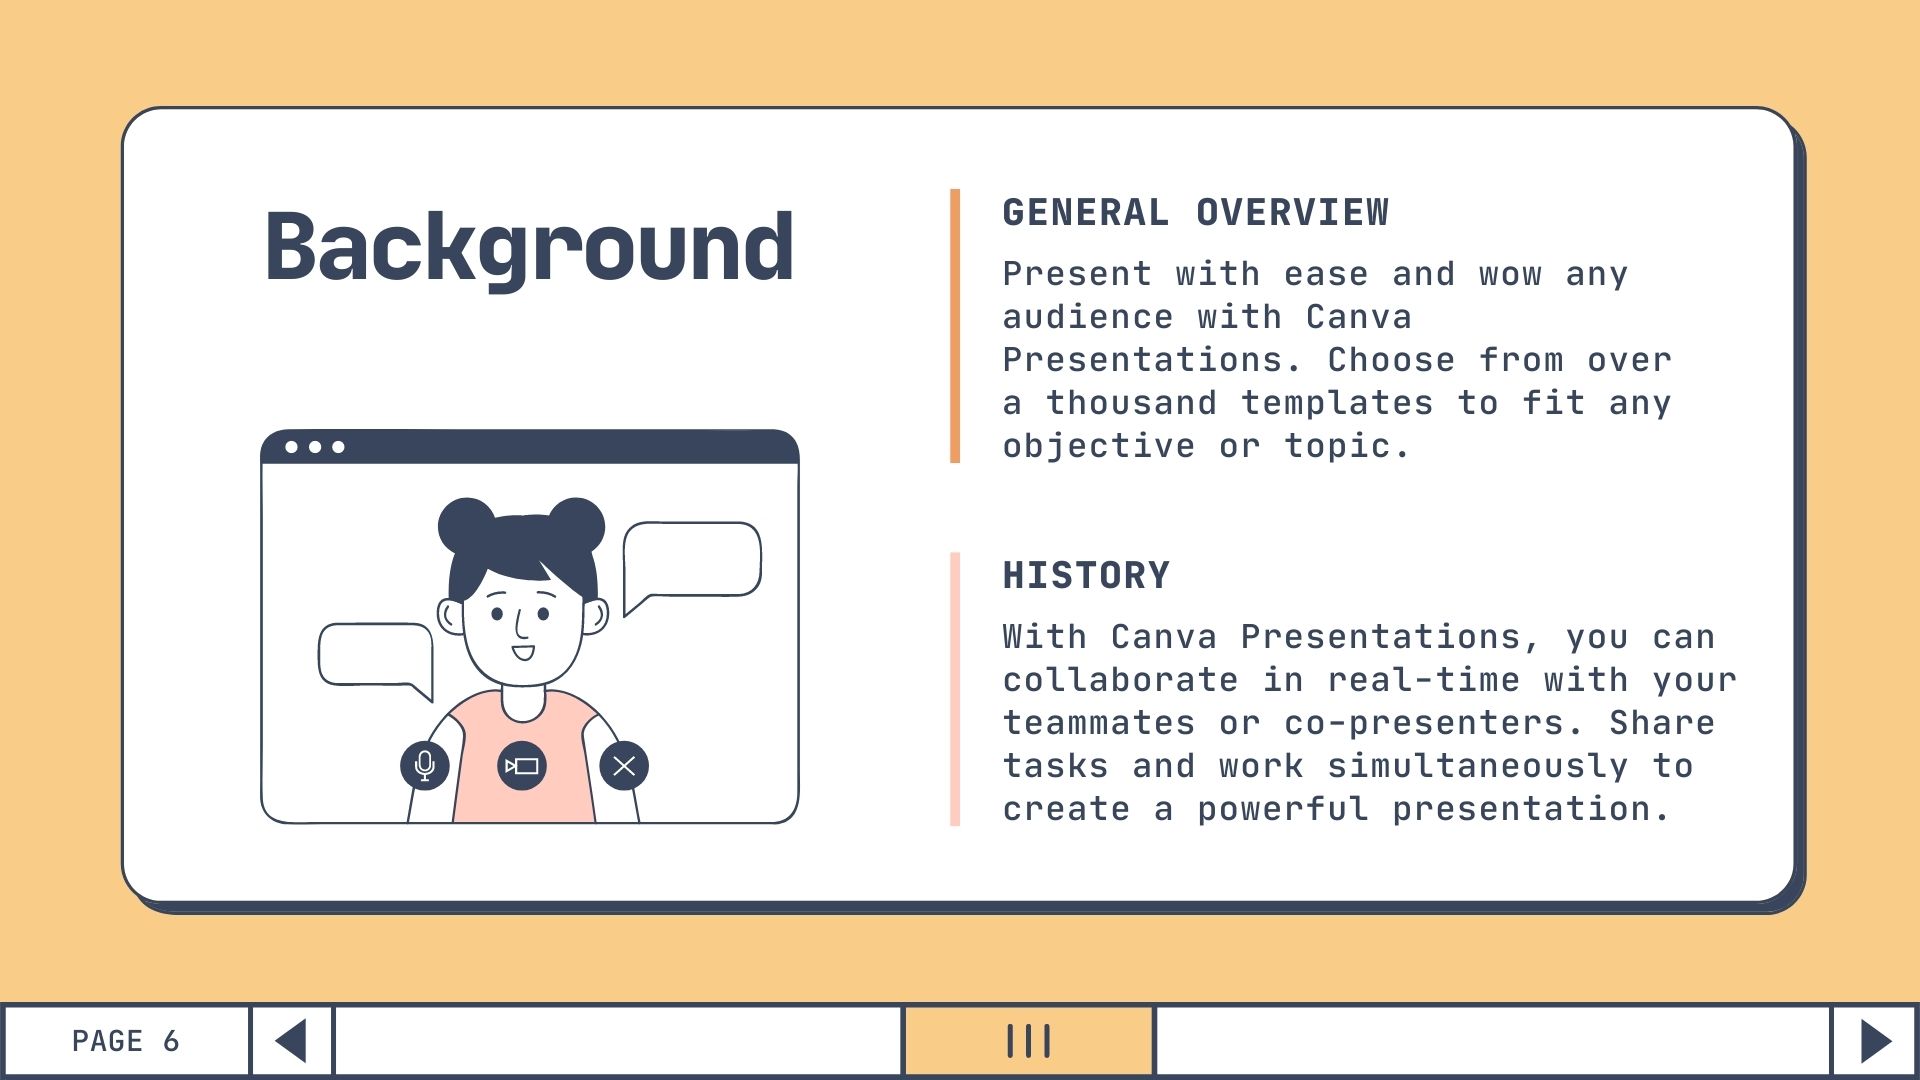 Background
GENERAL OVERVIEW
Present with ease and wow any
audience with Canva
Presentations. Choose from over
a thousand templates to fit any
objective or topic.
HISTORY
With Canva Presentations, you can
collaborate in real-time with your
teammates or co-presenters. Share
tasks and work simultaneously to
create a powerful presentation.
PAGE 6